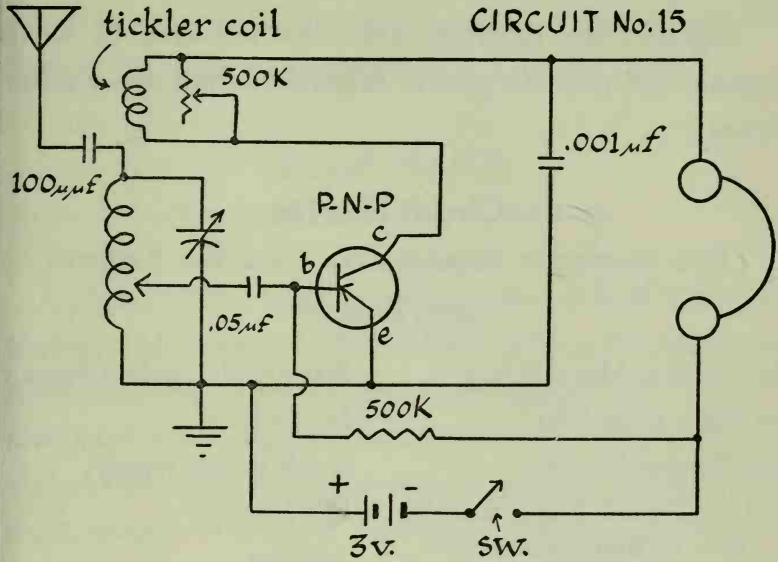 CIRCUIT No. 15
tickler coil
500K
100μμf
.001μf
P-N-P
c
b
e
.05μf
500K
+ -
3v.
SW.